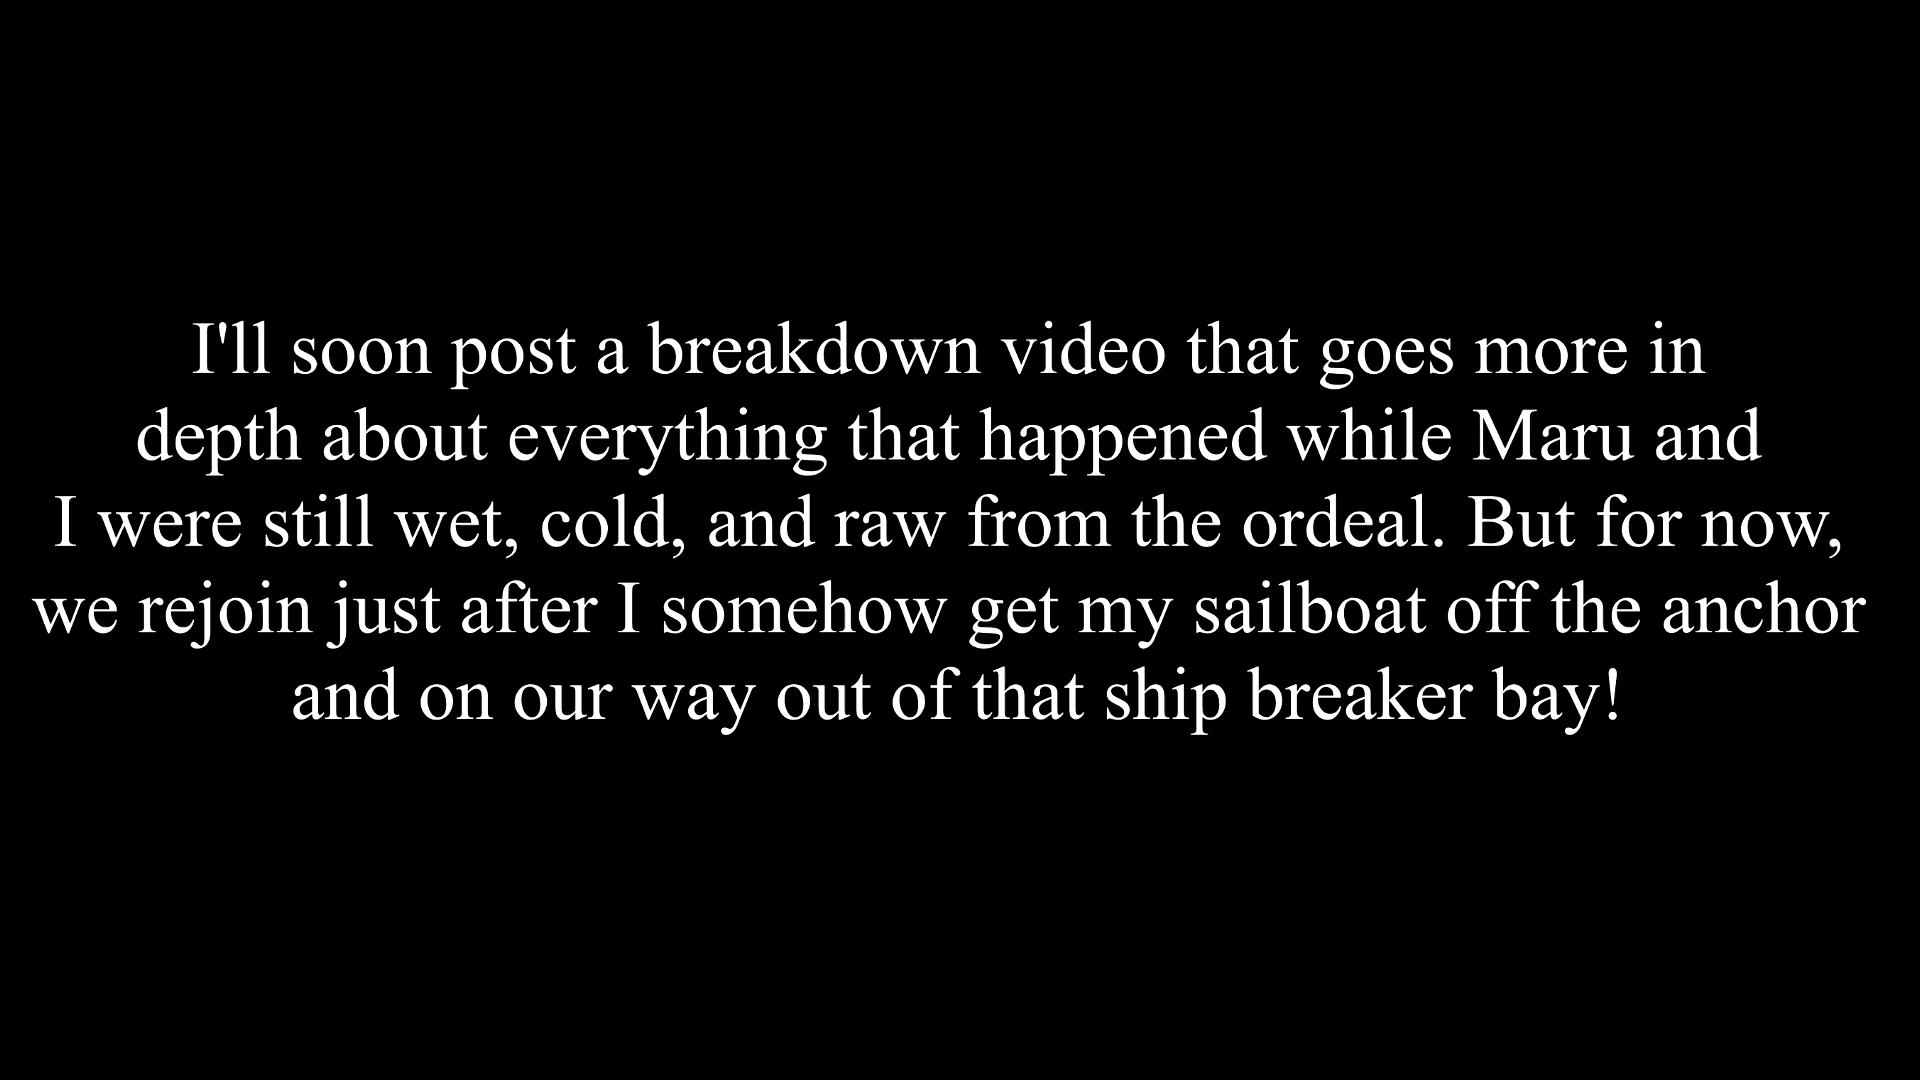 I'll soon post a breakdown video that goes more in
depth about everything that happened while Maru and
I were still wet, cold, and raw from the ordeal. But for now,
we rejoin just after I somehow get my sailboat off the anchor
and on our way out of that ship breaker bay!